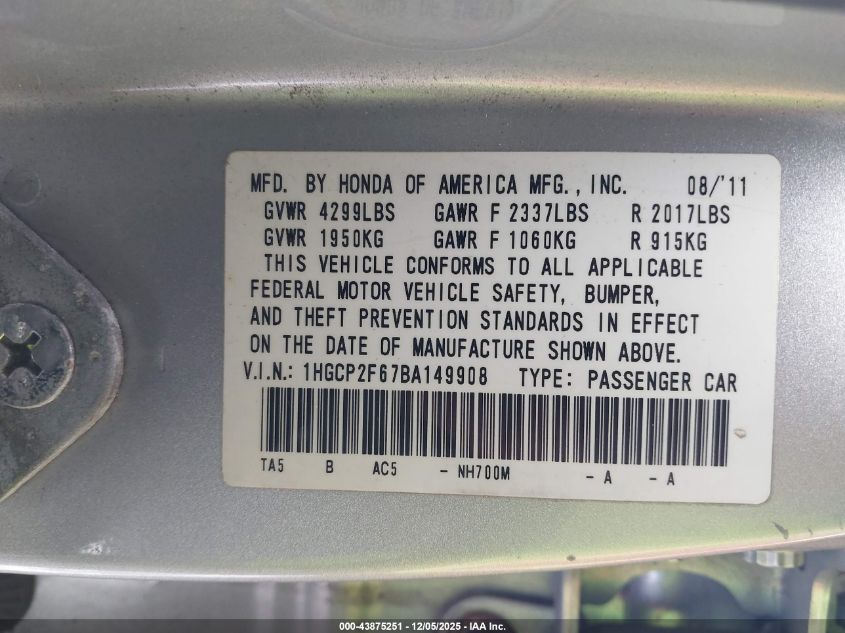 MFD. BY HONDA OF AMERICA MFG., INC. 08/'11
GVWR 4299LBS GAWR F 2337LBS R 2017LBS
GVWR 1950KG GAWR F 1060KG R 915KG
THIS VEHICLE CONFORMS TO ALL APPLICABLE
FEDERAL MOTOR VEHICLE SAFETY, BUMPER,
AND THEFT PREVENTION STANDARDS IN EFFECT
ON THE DATE OF MANUFACTURE SHOWN ABOVE.
V.I.N.: 1HGCP2F67BA149908 TYPE: PASSENGER CAR
TA5 B AC5 - NH700M - A - A
000-43875251 - 12/05/2025 - IAA Inc.